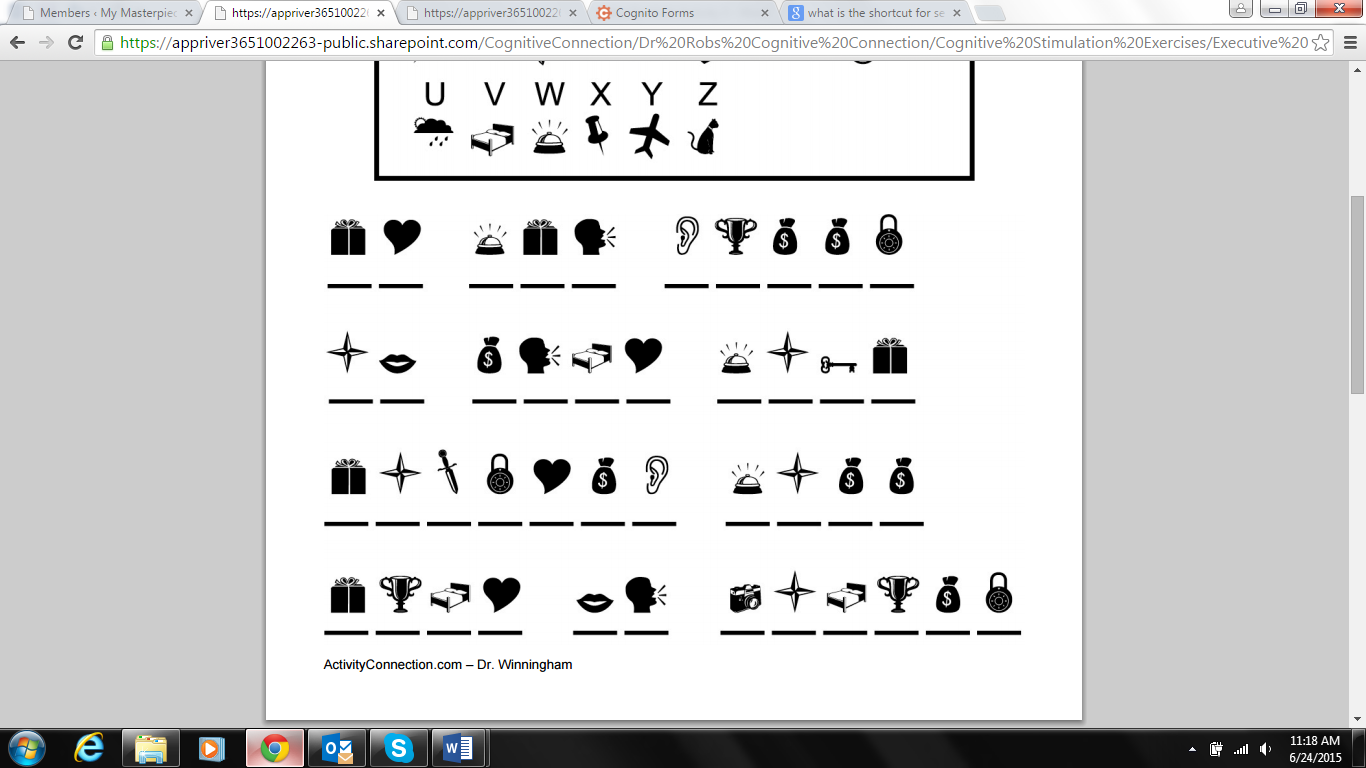 Members ‹ My Masterpiec
https://appriver36510022
https://appriver36510022
Cognito Forms
what is the shortcut for se
https://appriver3651002263-public.sharepoint.com/CognitiveConnection/Dr%20Robs%20Cognitive%20Connection/Cognitive%20Stimulation%20Exercises/Executive%20
U V W X Y Z
ActivityConnection.com – Dr. Winningham
11:18 AM
6/24/2015